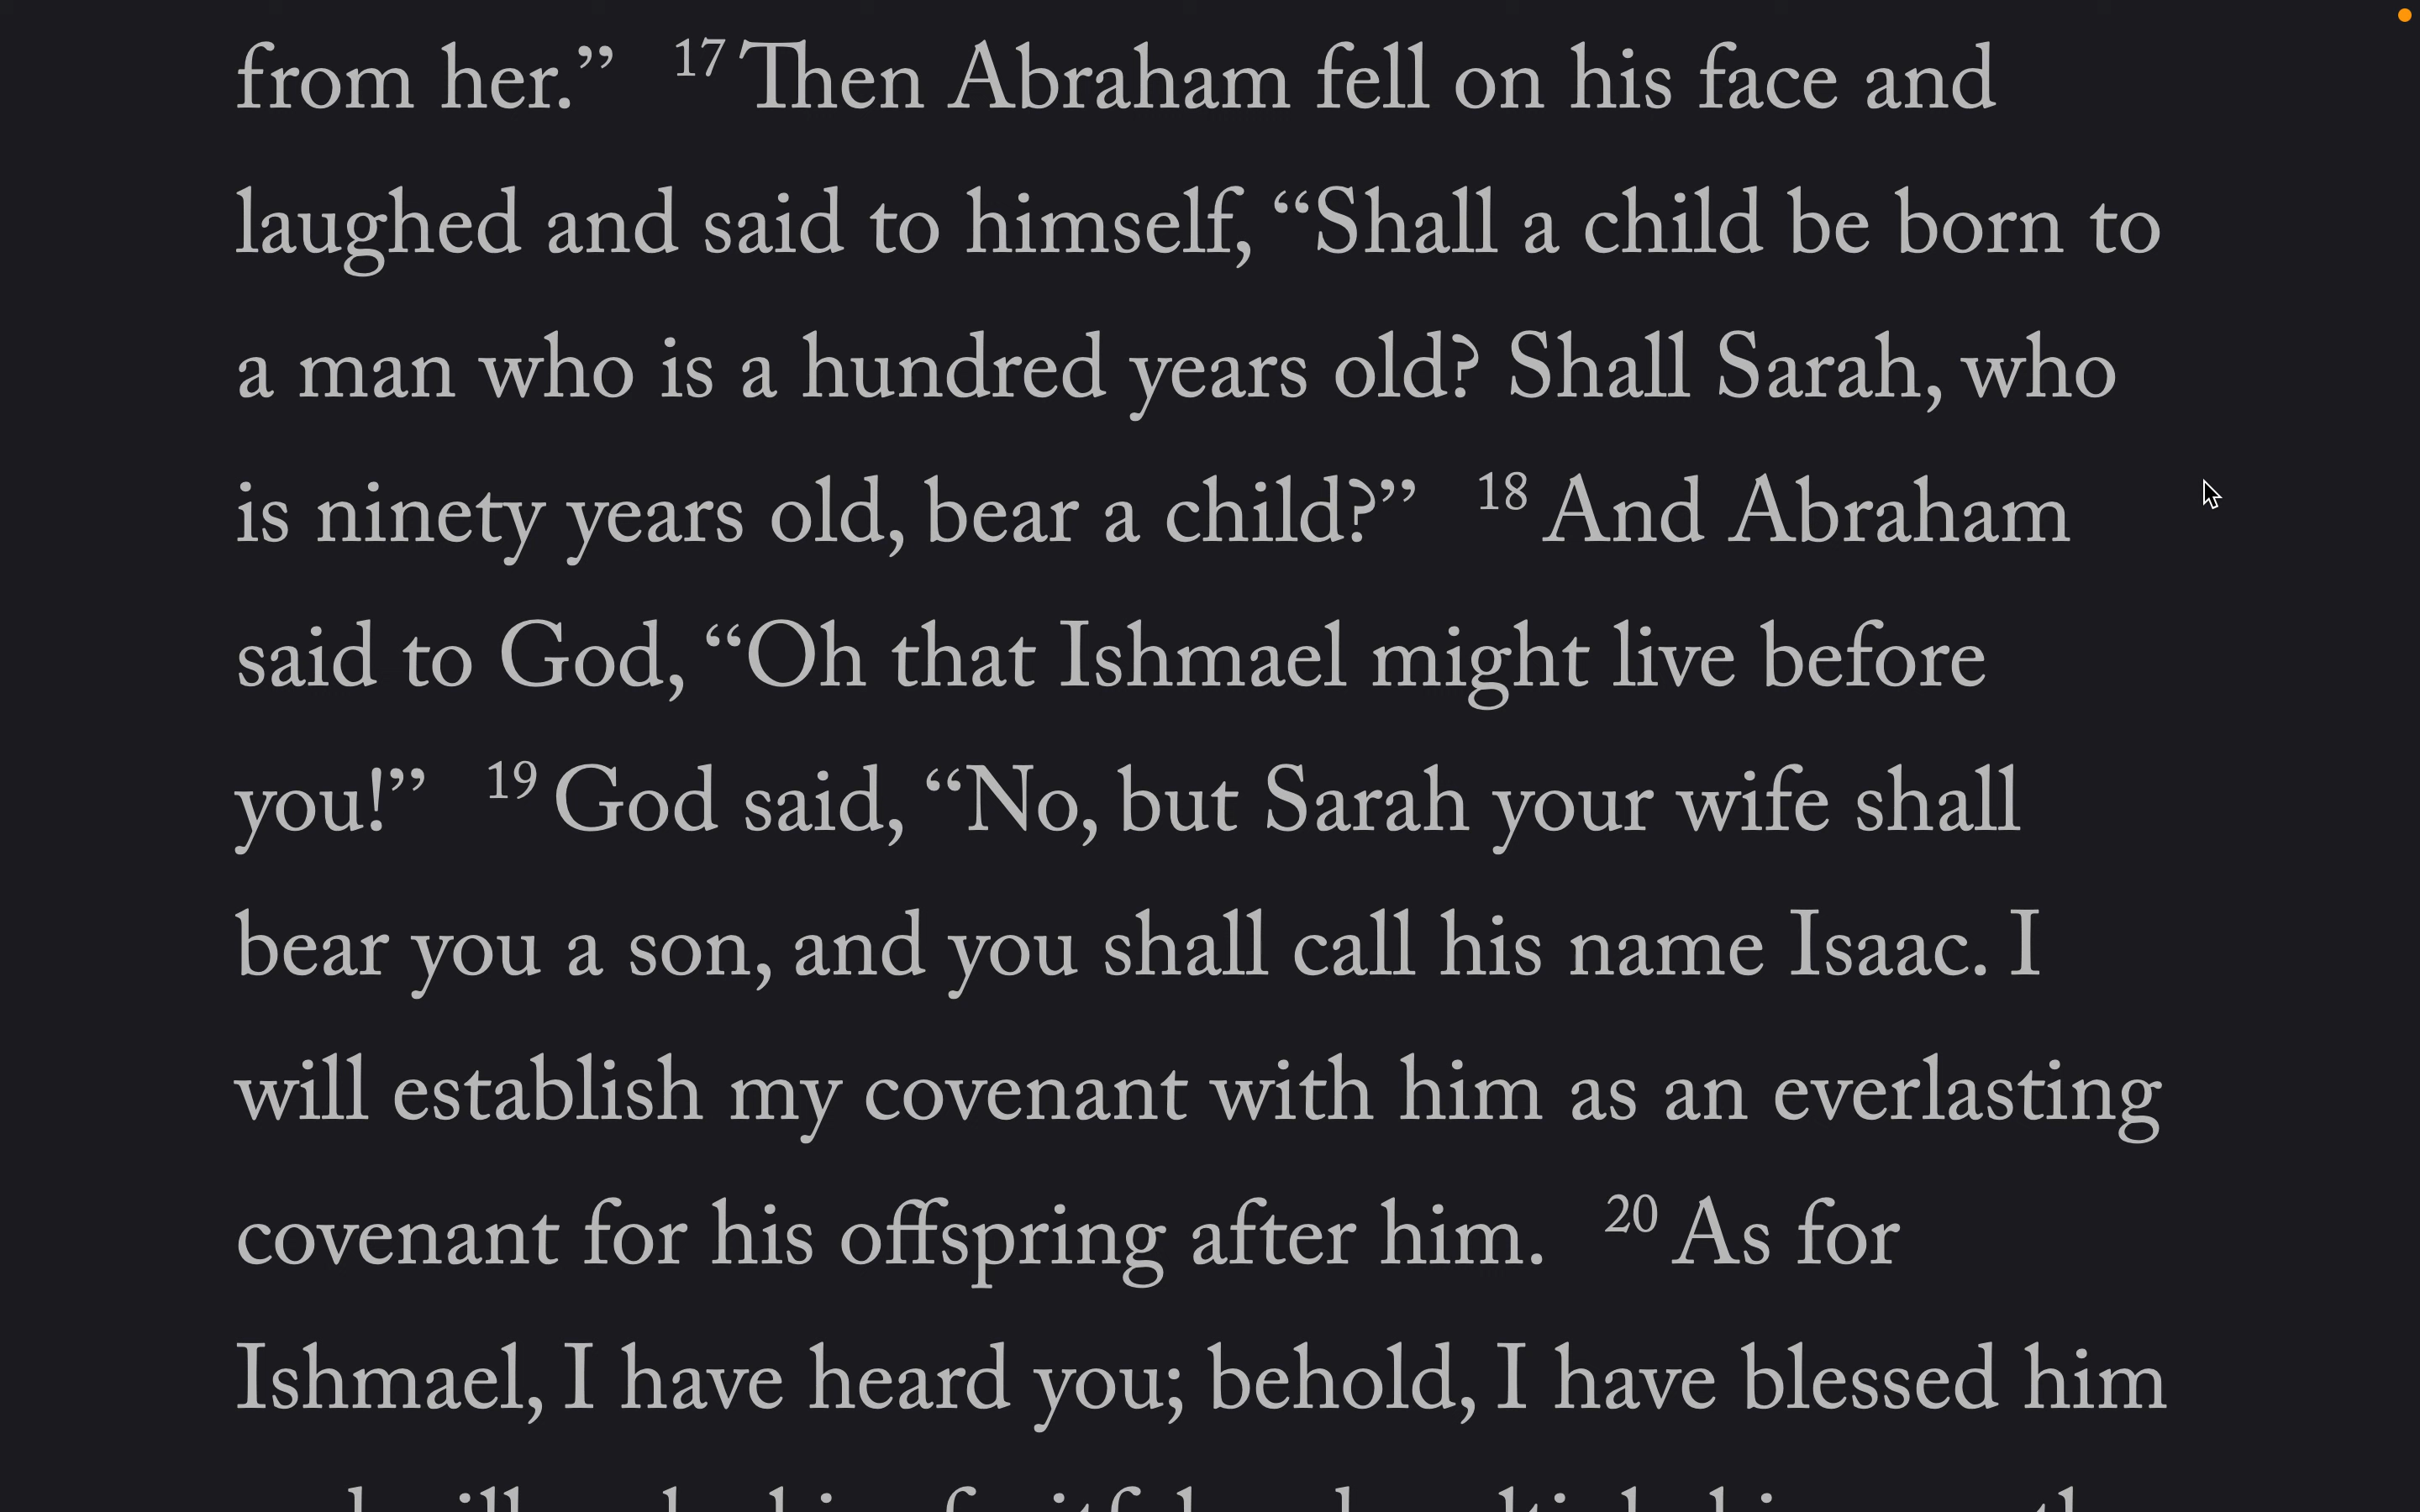 from her.” 17 Then Abraham fell on his face and
laughed and said to himself, “Shall a child be born to
a man who is a hundred years old? Shall Sarah, who
is ninety years old, bear a child?” 18 And Abraham
said to God, “Oh that Ishmael might live before
you!” 19 God said, “No, but Sarah your wife shall
bear you a son, and you shall call his name Isaac. I
will establish my covenant with him as an everlasting
covenant for his offspring after him. 20 As for
Ishmael, I have heard you; behold, I have blessed him